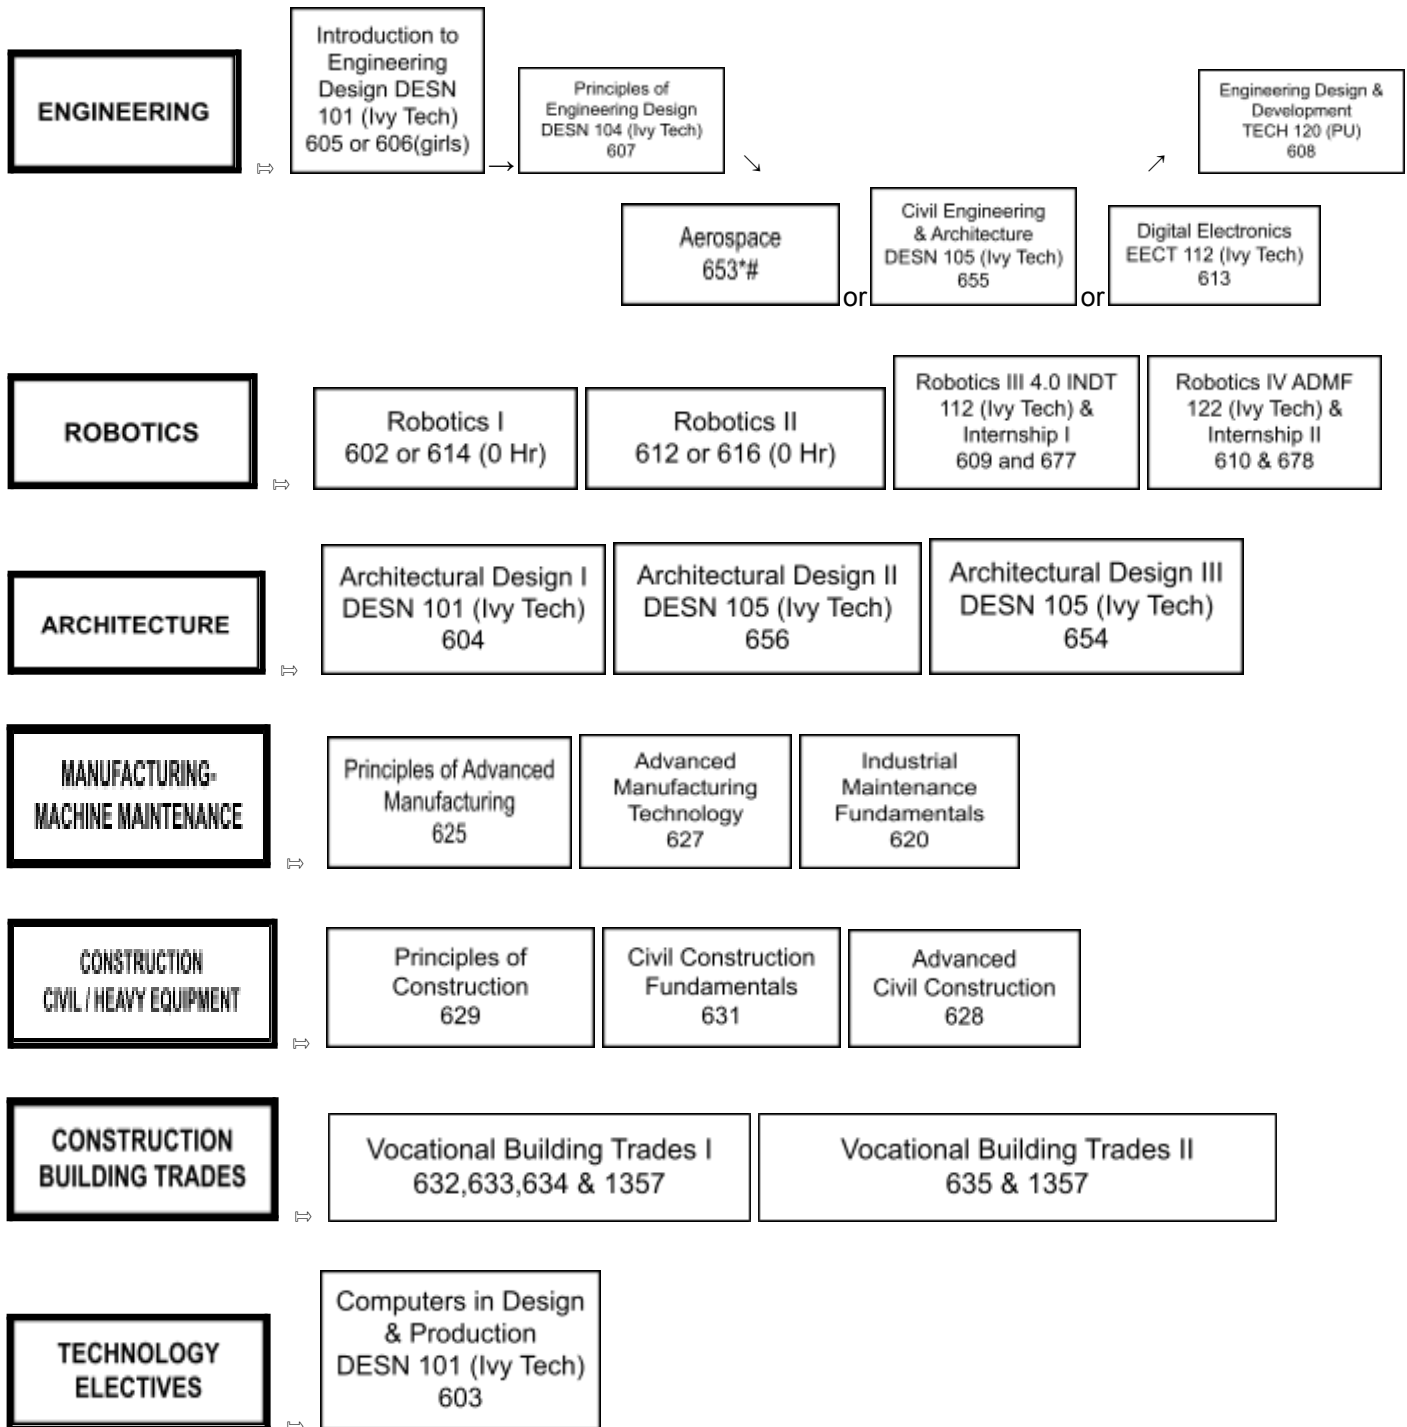 ENGINEERING
Introduction to
Engineering
Design DESN
101 (Ivy Tech)
605 or 606(girls)
→
Principles of
Engineering Design
DESN 104 (Ivy Tech)
607
Engineering Design &
Development
TECH 120 (PU)
608
Aerospace
653*#
or
Civil Engineering
& Architecture
DESN 105 (Ivy Tech)
655
or
Digital Electronics
EECT 112 (Ivy Tech)
613
ROBOTICS
Robotics I
602 or 614 (0 Hr)
Robotics II
612 or 616 (0 Hr)
Robotics III 4.0 INDT
112 (Ivy Tech) &
Internship I
609 and 677
Robotics IV ADMF
122 (Ivy Tech) &
Internship II
610 & 678
ARCHITECTURE
Architectural Design I
DESN 101 (Ivy Tech)
604
Architectural Design II
DESN 105 (Ivy Tech)
656
Architectural Design III
DESN 105 (Ivy Tech)
654
MANUFACTURING-
MACHINE MAINTENANCE
Principles of Advanced
Manufacturing
625
Advanced
Manufacturing
Technology
627
Industrial
Maintenance
Fundamentals
620
CONSTRUCTION
CIVIL / HEAVY EQUIPMENT
Principles of
Construction
629
Civil Construction
Fundamentals
631
Advanced
Civil Construction
628
CONSTRUCTION
BUILDING TRADES
Vocational Building Trades I
632,633,634 & 1357
Vocational Building Trades II
635 & 1357
TECHNOLOGY
ELECTIVES
Computers in Design
& Production
DESN 101 (Ivy Tech)
603